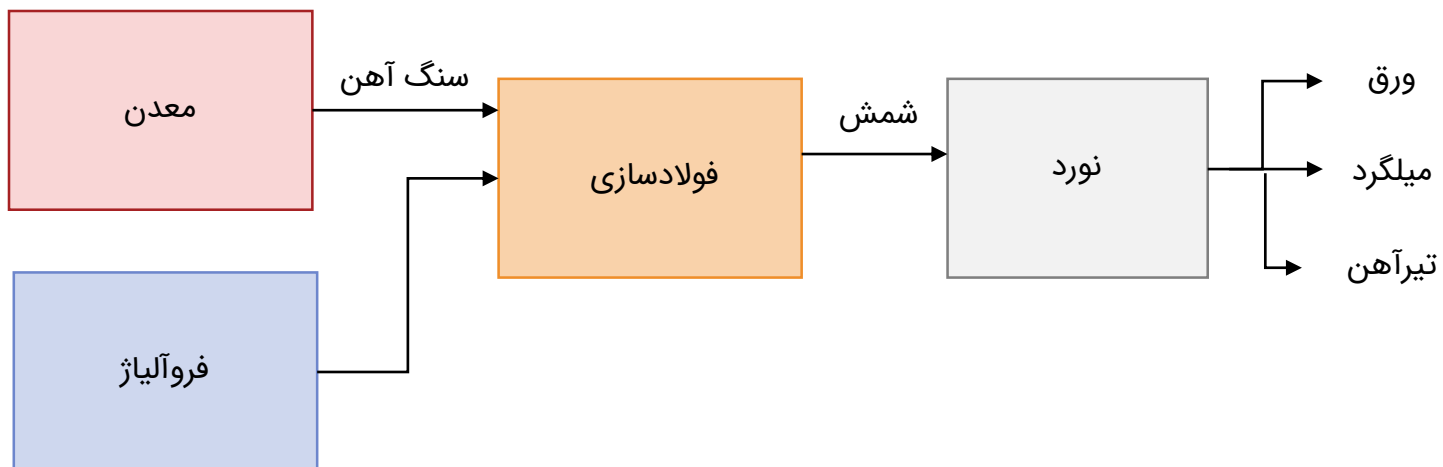 معدن
سنگ آهن
فولادسازی
فروآلیاژ
شمش
نورد
ورق
میلگرد
تیرآهن